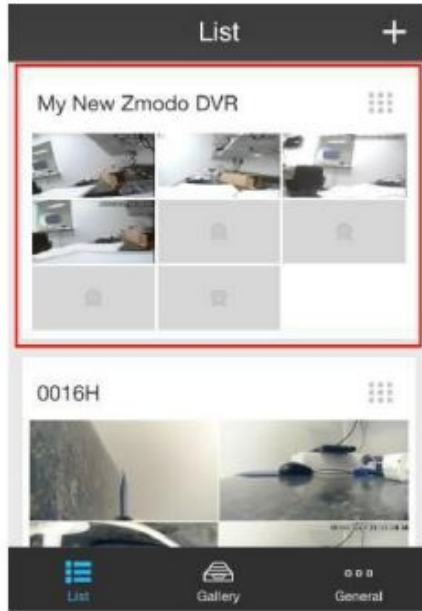 List
My New Zmodo DVR
0016H
List
Gallery
General